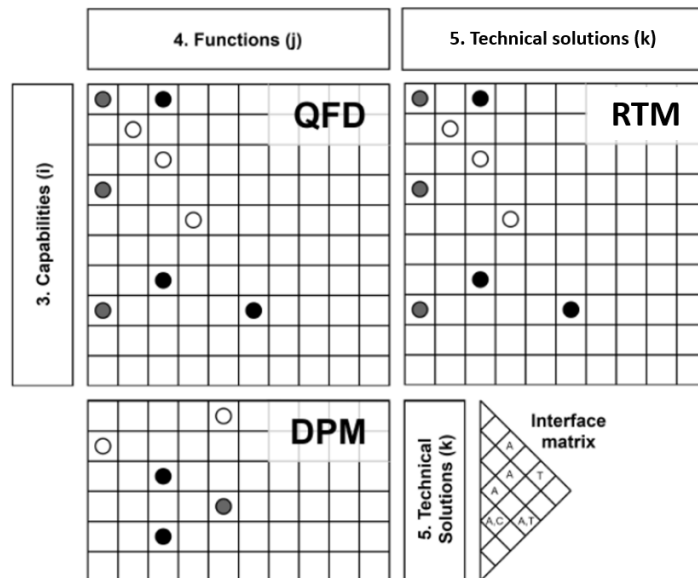 4. Functions (j)
5. Technical solutions (k)
3. Capabilities (i)
QFD
RTM
DPM
5. Technical
Solutions (k)
Interface
matrix
A
A
T
A
A,C
A,T